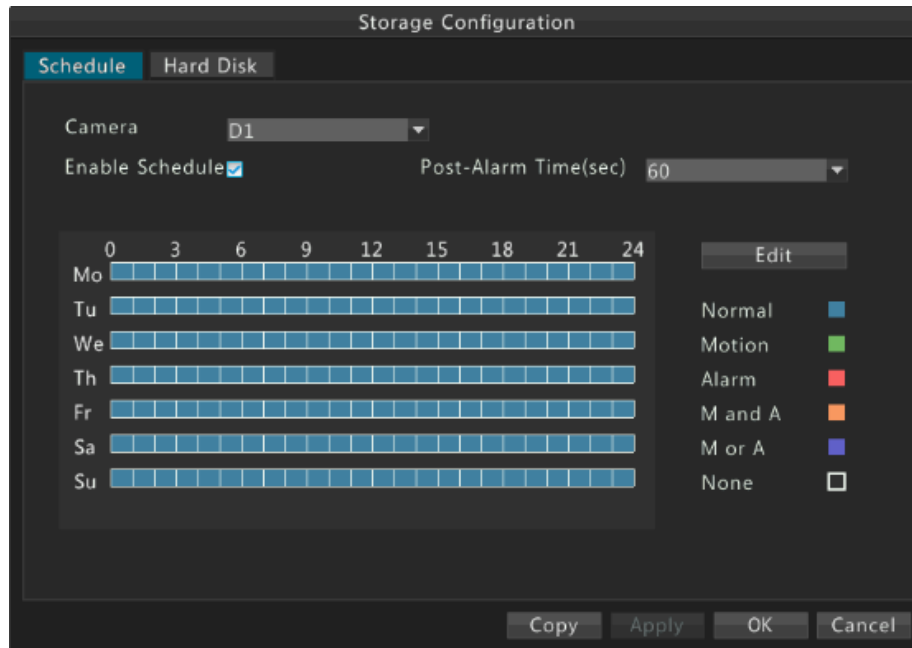 Storage Configuration
Schedule Hard Disk
Camera D1
Enable Schedule Post-Alarm Time(sec) 60
0 3 6 9 12 15 18 21 24
Edit
Mo
Tu
Normal
We
Motion
Th
Alarm
Fr
M and A
Sa
M or A
Su
None
Copy Apply OK Cancel